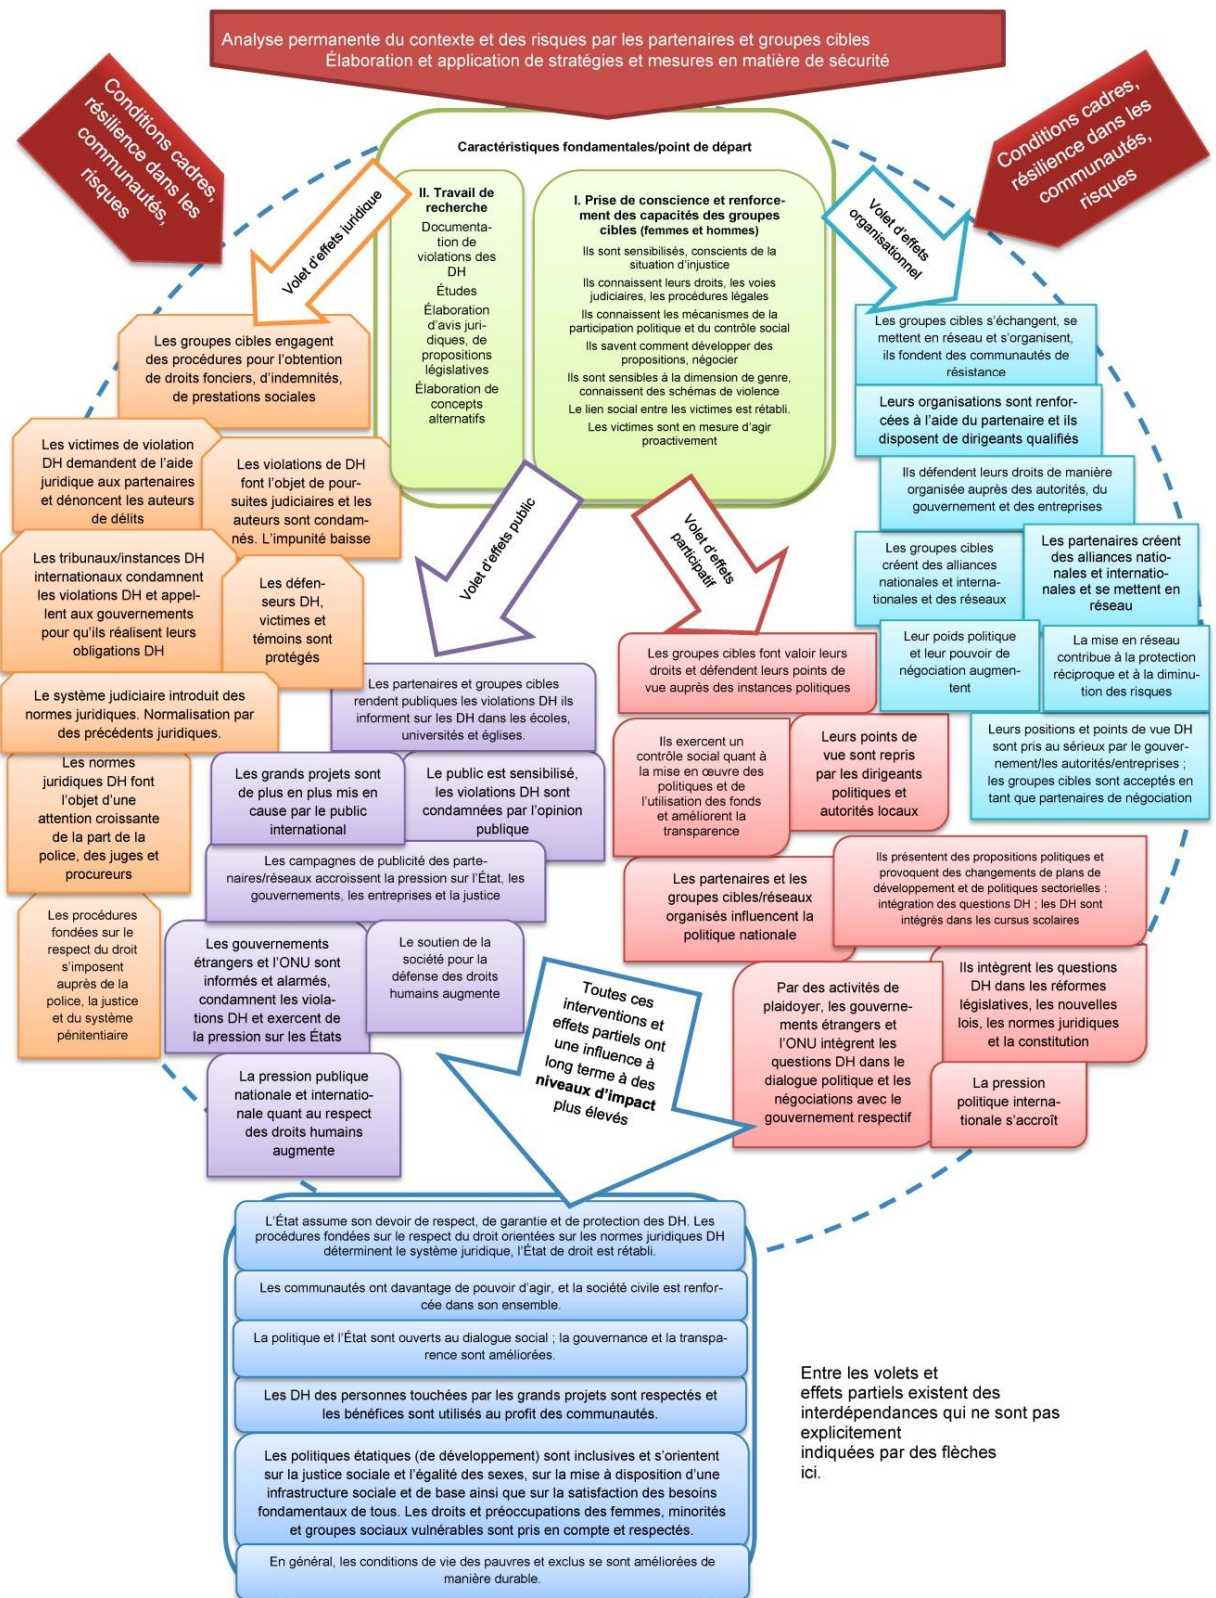 Analyse permanente du contexte et des risques par les partenaires et groupes cibles
Élaboration et application de stratégies et mesures en matière de sécurité
Conditions cadres,
résilience dans les
communautés,
risques
Conditions cadres,
résilience dans les
communautés,
risques
Caractéristiques fondamentales/point de départ
II. Travail de
recherche
Documenta-
tion de
violations des
DH
Études
Élaboration
d'avis juri-
diques, de
propositions
législatives
Élaboration de
concepts
alternatifs
I. Prise de conscience et renforce-
ment des capacités des groupes
cibles (femmes et hommes)
Ils sont sensibilisés, conscients de la
situation d'injustice
Ils connaissent leurs droits, les voies
judiciaires, les procédures légales
Ils connaissent les mécanismes de la
participation politique et du contrôle social
Ils savent comment développer des
propositions, négocier
Ils sont sensibles à la dimension de genre,
connaissent des schémas de violence
Le lien social entre les victimes est rétabli.
Les victimes sont en mesure d'agir
proactivement
Volet d'effets juridique
Les groupes cibles engagent
des procédures pour l'obtention
de droits fonciers, d'indemnités,
de prestations sociales
Les victimes de violation
DH demandent de l'aide
juridique aux partenaires
et dénoncent les auteurs
de délits
Les violations de DH
font l'objet de pour-
suites judiciaires et les
auteurs sont condam-
nés. L'impunité baisse
Les tribunaux/instances DH
internationaux condamnent
les violations DH et appel-
lent aux gouvernements
pour qu'ils réalisent leurs
obligations DH
Les défen-
seurs DH,
victimes et
témoins sont
protégés
Le système judiciaire introduit des
normes juridiques. Normalisation par
des précédents juridiques.
Les normes
juridiques DH font
l'objet d'une
attention croissante
de la part de la
police, des juges et
procureurs
Les procédures
fondées sur le
respect du droit
s'imposent
auprès de la
police, la justice
et du système
pénitentiaire
Volet d'effets public
Les partenaires et groupes cibles
rendent publiques les violations DH ils
informent sur les DH dans les écoles,
universités et églises.
Les grands projets sont
de plus en plus mis en
cause par le public
international
Le public est sensibilisé,
les violations DH sont
condamnées par l'opinion
publique
Les campagnes de publicité des parte-
naires/réseaux accroissent la pression sur l'État, les
gouvernements, les entreprises et la justice
Les gouvernements
étrangers et l'ONU sont
informés et alarmés,
condamnent les viola-
tions DH et exercent de
la pression sur les États
Le soutien de la
société pour la
défense des droits
humains augmente
La pression publique
nationale et internatio-
nale quant au respect
des droits humains
augmente
Volet d'effets
participatif
Les groupes cibles font valoir leurs
droits et défendent leurs points de
vue auprès des instances politiques
Ils exercent un
contrôle social quant à
la mise en œuvre des
politiques et de
l'utilisation des fonds
et améliorent la
transparence
Leurs points de
vue sont repris
par les dirigeants
politiques et
autorités locaux
Les partenaires et les
groupes cibles/réseaux
organisés influencent la
politique nationale
Ils présentent des propositions politiques et
provoquent des changements de plans de
développement et de politiques sectorielles :
intégration des questions DH ; les DH sont
intégrés dans les cursus scolaires
Par des activités de
plaidoyer, les gouverne-
ments étrangers et
l'ONU intègrent les
questions DH dans le
dialogue politique et les
négociations avec le
gouvernement respectif
Ils intègrent les questions
DH dans les réformes
législatives, les nouvelles
lois, les normes juridiques
et la constitution
La pression
politique interna-
tionale s'accroît
Volet d'effets
organisationnel
Les groupes cibles s'échangent, se
mettent en réseau et s'organisent,
ils fondent des communautés de
résistance
Leurs organisations sont renfor-
cées à l'aide du partenaire et ils
disposent de dirigeants qualifiés
Ils défendent leurs droits de manière
organisée auprès des autorités, du
gouvernement et des entreprises
Les groupes cibles
créent des alliances
nationales et interna-
tionales et des réseaux
Les partenaires créent
des alliances natio-
nales et internatio-
nales et se mettent en
réseau
Leur poids politique
et leur pouvoir de
négociation augmen-
tent
La mise en réseau
contribue à la protection
réciproque et à la diminu-
tion des risques
Leurs positions et points de vue DH
sont pris au sérieux par le gouver-
nement/les autorités/entreprises ;
les groupes cibles sont acceptés en
tant que partenaires de négociation
Toutes ces
interventions et
effets partiels ont
une influence à
long terme à des
niveaux d'impact
plus élevés
L'État assume son devoir de respect, de garantie et de protection des DH. Les
procédures fondées sur le respect du droit orientées sur les normes juridiques DH
déterminent le système juridique, l'État de droit est rétabli.
Les communautés ont davantage de pouvoir d'agir, et la société civile est renfor-
cée dans son ensemble.
La politique et l'État sont ouverts au dialogue social ; la gouvernance et la transpa-
rence sont améliorées.
Les DH des personnes touchées par les grands projets sont respectés et
les bénéfices sont utilisés au profit des communautés.
Les politiques étatiques (de développement) sont inclusives et s'orientent
sur la justice sociale et l'égalité des sexes, sur la mise à disposition d'une
infrastructure sociale et de base ainsi que sur la satisfaction des besoins
fondamentaux de tous. Les droits et préoccupations des femmes, minorités
et groupes sociaux vulnérables sont pris en compte et respectés.
En général, les conditions de vie des pauvres et exclus se sont améliorées de
manière durable.
Entre les volets et
effets partiels existent des
interdépendances qui ne sont pas
explicitement
indiquées par des flèches
ici.